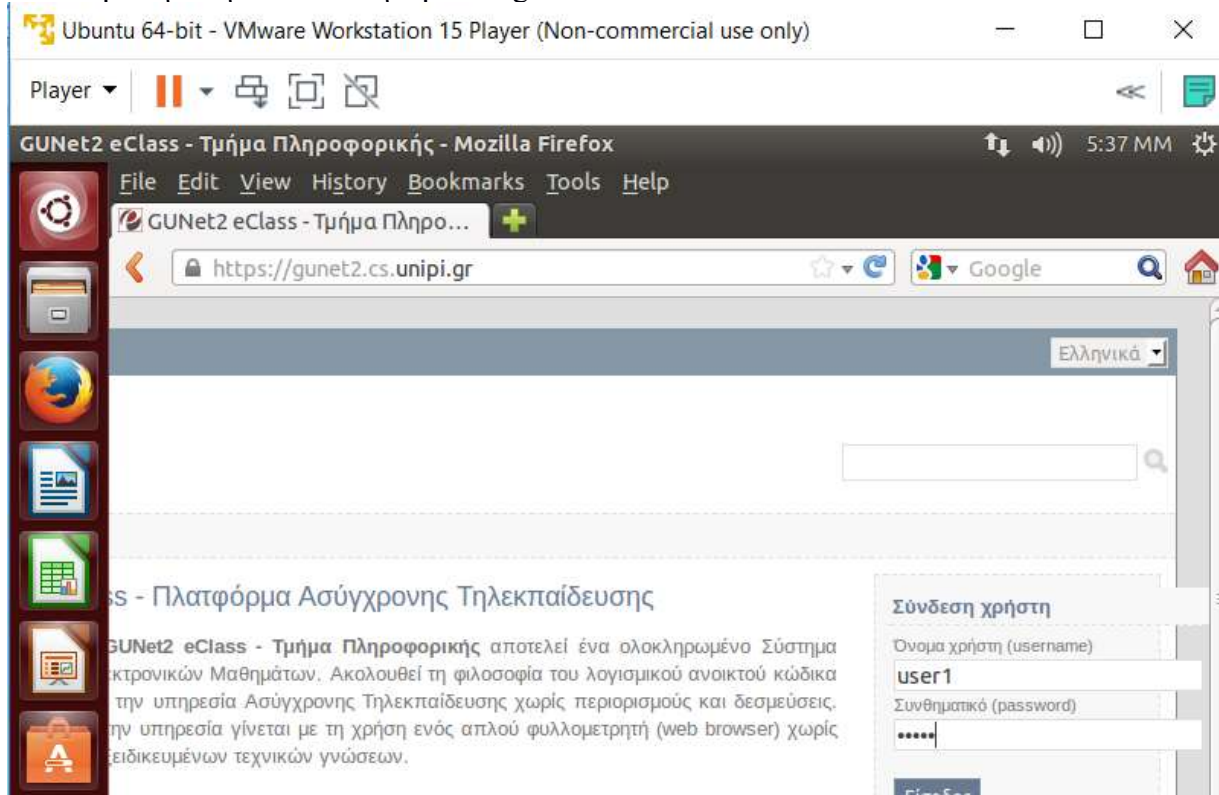 Ubuntu 64-bit - VMware Workstation 15 Player (Non-commercial use only)
Player
GUNet2 eClass - Τμήμα Πληροφορικής - Mozilla Firefox
5:37 ΜΜ
File Edit View History Bookmarks Tools Help
GUNet2 eClass - Τμήμα Πληρο...
https://gunet2.cs.unipi.gr
Google
Ελληνικά
ss - Πλατφόρμα Ασύγχρονης Τηλεκπαίδευσης
GUNet2 eClass - Τμήμα Πληροφορικής αποτελεί ένα ολοκληρωμένο Σύστημα
κτρονικών Μαθημάτων. Ακολουθεί τη φιλοσοφία του λογισμικού ανοικτού κώδικα
την υπηρεσία Ασύγχρονης Τηλεκπαίδευσης χωρίς περιορισμούς και δεσμεύσεις.
ην υπηρεσία γίνεται με τη χρήση ενός απλού φυλλομετρητή (web browser) χωρίς
ξειδικευμένων τεχνικών γνώσεων.
Σύνδεση χρήστη
Όνομα χρήστη (username)
user1
Συνθηματικό (password)
•••••